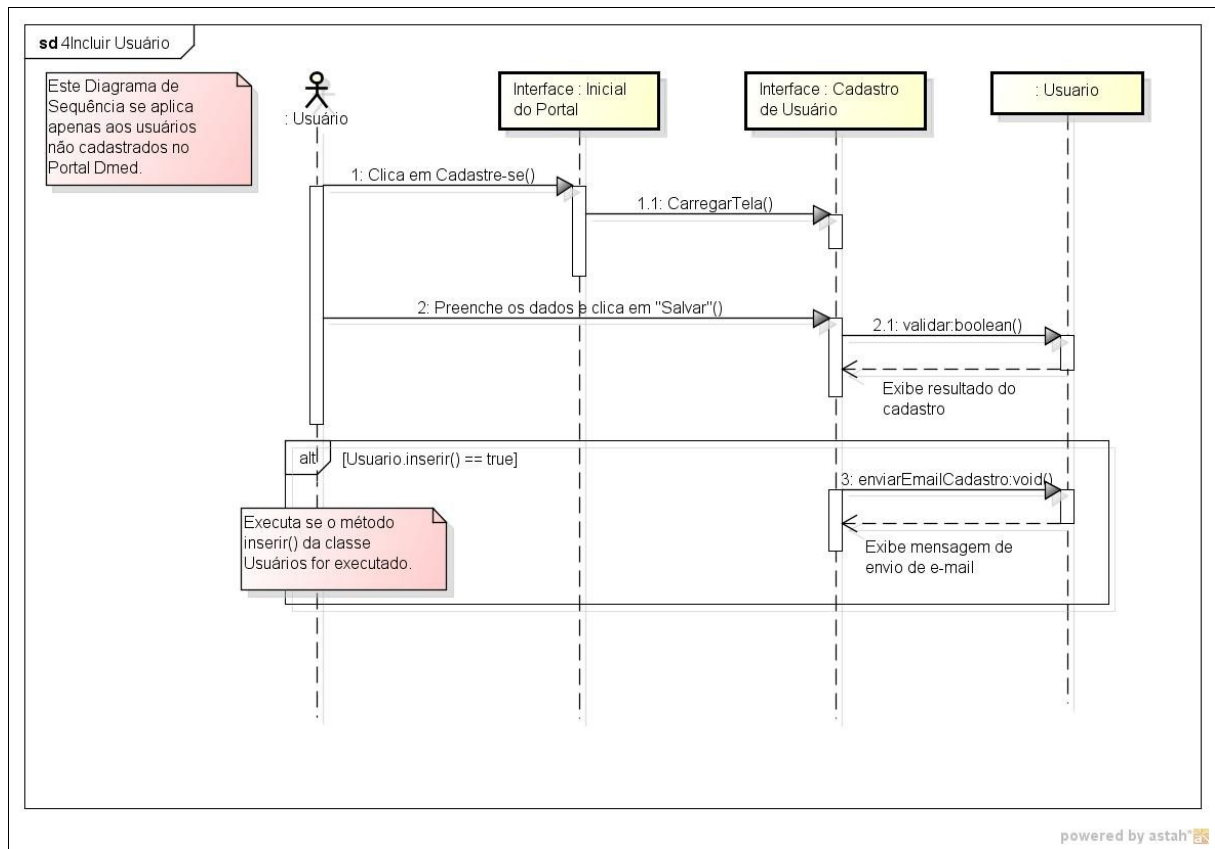 sd 4Incluir Usuário
Este Diagrama de
Sequência se aplica
apenas aos usuários
não cadastrados no
Portal Dmed.
: Usuário
Interface : Inicial
do Portal
Interface : Cadastro
de Usuário
: Usuario
1: Clica em Cadastre-se()
1.1: CarregarTela()
2: Preenche os dados e clica em "Salvar"()
2.1: validar:boolean()
Exibe resultado do
cadastro
alt
[Usuario.inserir() == true]
3: enviarEmailCadastro:void()
Executa se o método
inserir() da classe
Usuários for executado.
Exibe mensagem de
envio de e-mail
powered by astah*